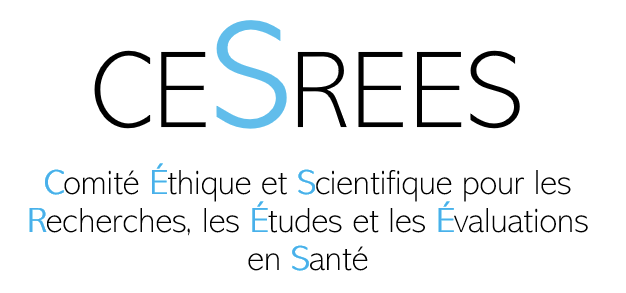 CESREES
Comité Éthique et Scientifique pour les
Recherches, les Études et les Évaluations
en Santé